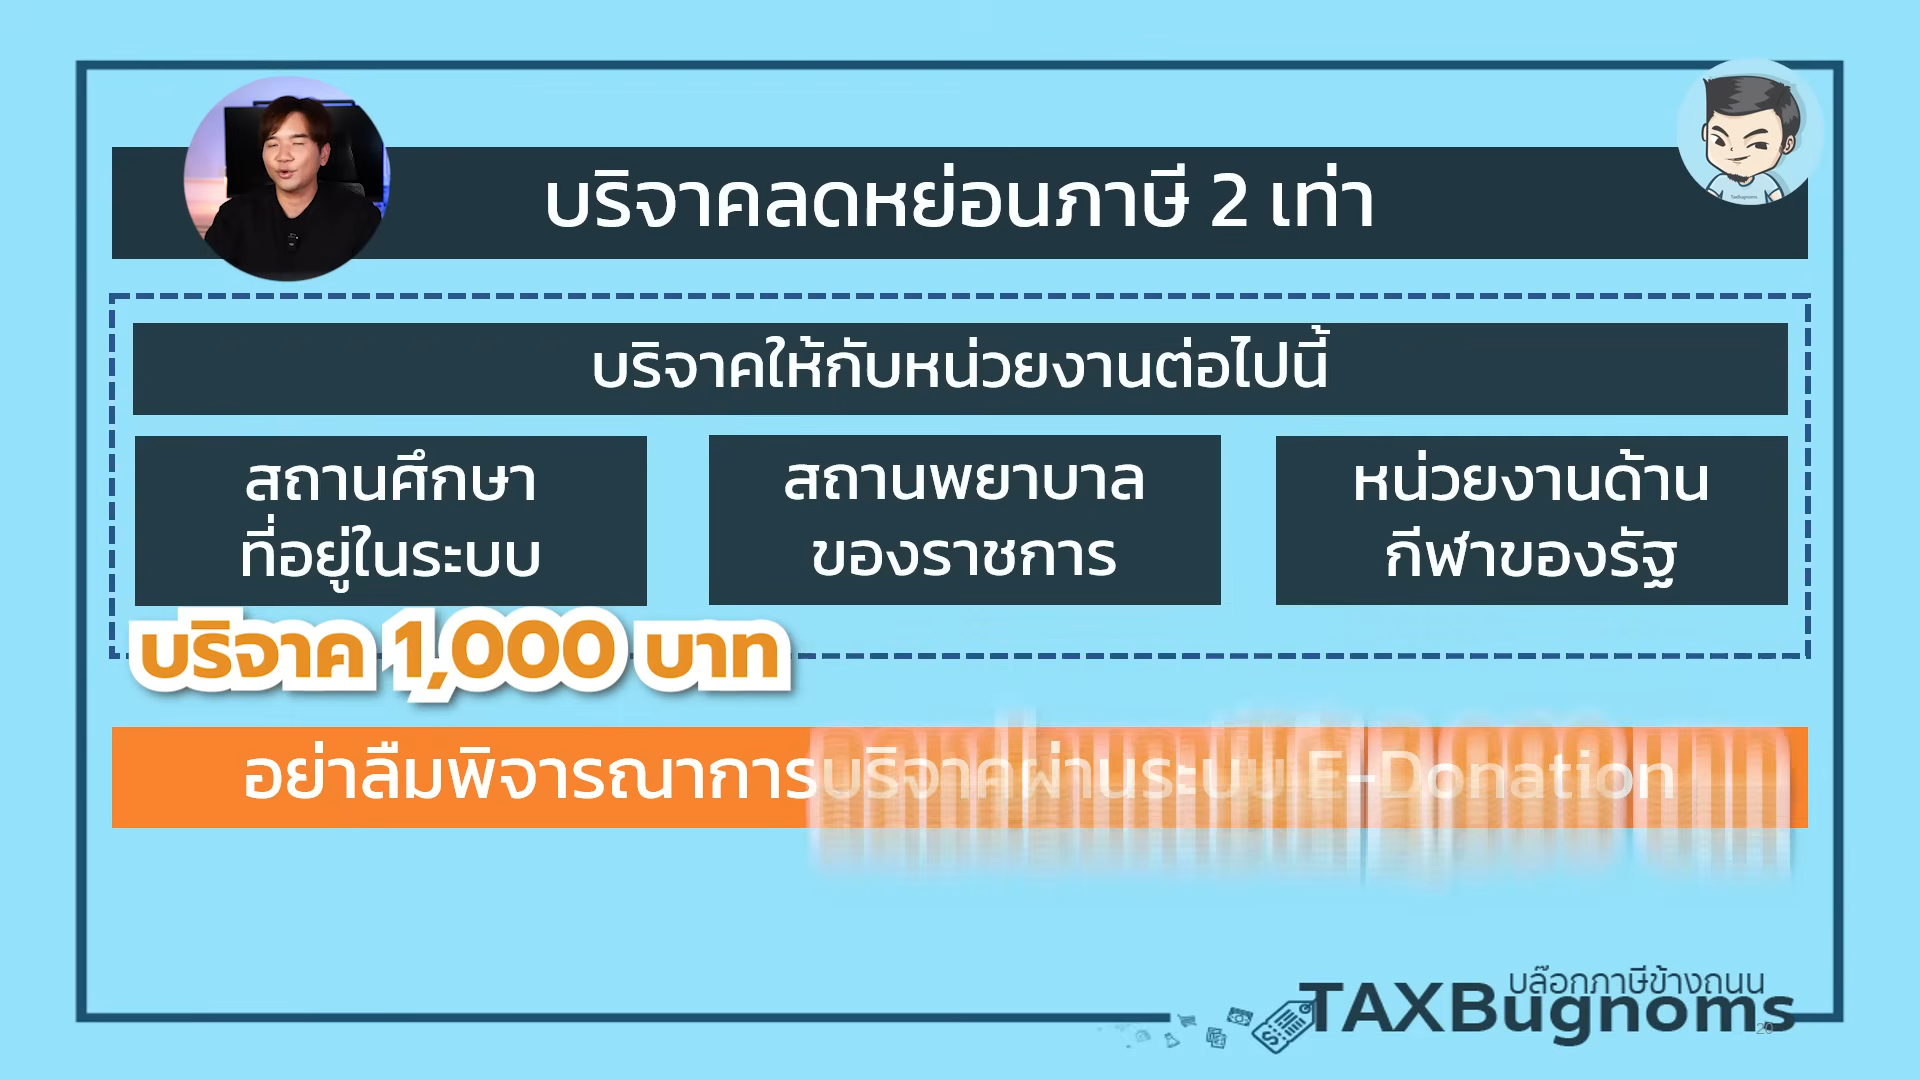 บริจาคลดหย่อนภาษี 2 เท่า
บริจาคให้กับหน่วยงานต่อไปนี้
สถานศึกษา
ที่อยู่ในระบบ
สถานพยาบาล
ของราชการ
หน่วยงานด้าน
กีฬาของรัฐ
บริจาค 1,000 บาท
อย่าลืมพิจารณาการบริจาคผ่านระบบ E-Donation
บล๊อกภาษีข้างถนน
TAXBugnoms
20